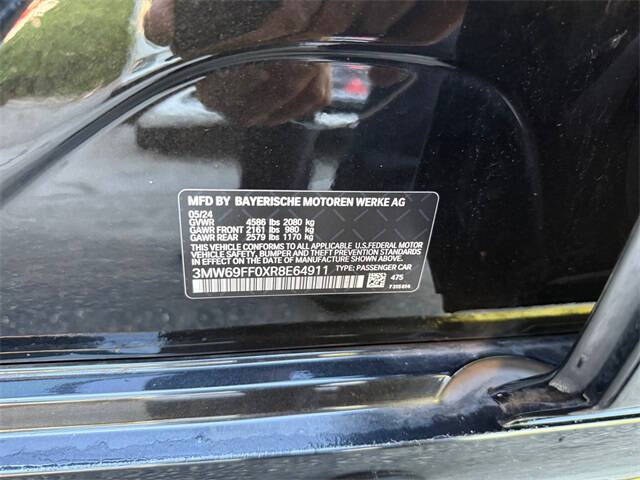 MFD BY BAYERISCHE MOTOREN WERKE AG
05/24
GVWR 4586 lbs 2080 kg
GAWR FRONT 2161 lbs 980 kg
GAWR REAR 2579 lbs 1170 kg
THIS VEHICLE CONFORMS TO ALL APPLICABLE U.S.FEDERAL MOTOR
VEHICLE SAFETY, BUMPER AND THEFT PREVENTION STANDARDS
IN EFFECT ON THE DATE OF MANUFACTURE SHOWN ABOVE.
3MW69FF0XR8E64911 TYPE: PASSENGER CAR
475